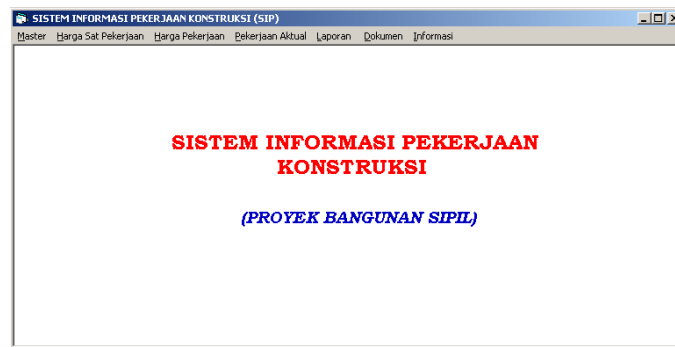 SISTEM INFORMASI PEKERJAAN KONSTRUKSI (SIP)
Master Harga Sat Pekerjaan Harga Pekerjaan Pekerjaan Aktual Laporan Dokumen Informasi
SISTEM INFORMASI PEKERJAAN
KONSTRUKSI
(PROYEK BANGUNAN SIPIL)